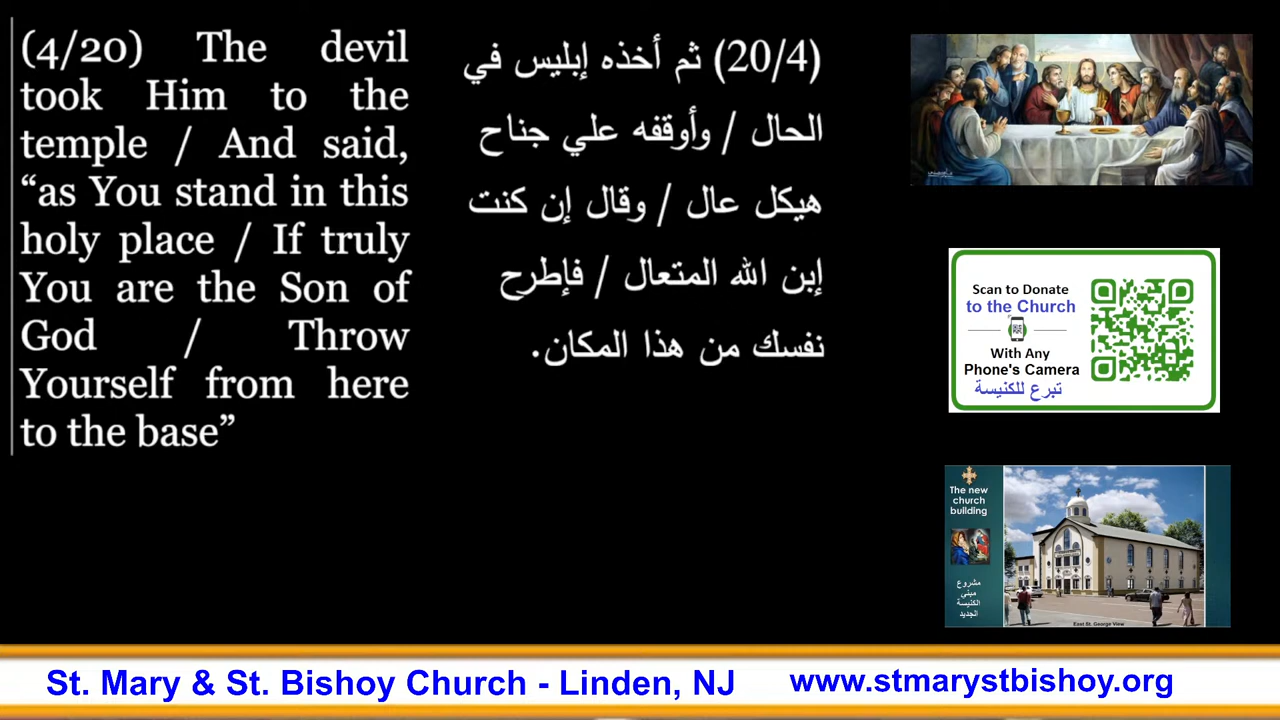 (4/20) The devil
took Him to the
temple / And said,
“as You stand in this
holy place / If truly
You are the Son of
God / Throw
Yourself from here
to the base”
(20/4) ثم أخذه إبليس في
الحال / وأوقفه علي جناح
هيكل عال / وقال إن كنت
إبن الله المتعال / فإطرح
نفسك من هذا المكان.
Scan to Donate
to the Church
With Any
Phone's Camera
تبرع للكنيسة
The new
church
building
مشروع
مبنى
الكنيسة
الجديد
East St. George View
St. Mary & St. Bishoy Church - Linden, NJ
www.stmarystbishoy.org